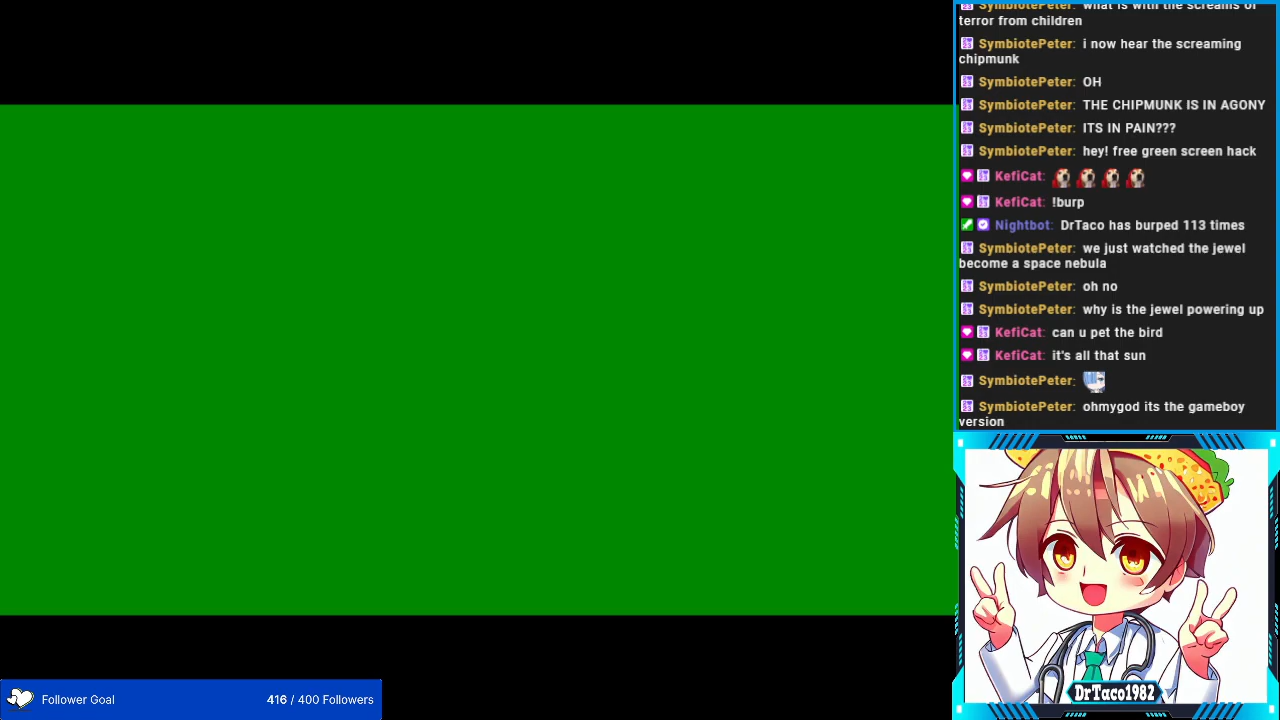 SymbiotePeter: what is with the screams of
terror from children
SymbiotePeter: i now hear the screaming
chipmunk
SymbiotePeter: OH
SymbiotePeter: THE CHIPMUNK IS IN AGONY
SymbiotePeter: ITS IN PAIN???
SymbiotePeter: hey! free green screen hack
KefiCat:
KefiCat: !burp
Nightbot: DrTaco has burped 113 times
SymbiotePeter: we just watched the jewel
become a space nebula
SymbiotePeter: oh no
SymbiotePeter: why is the jewel powering up
KefiCat: can u pet the bird
KefiCat: it's all that sun
SymbiotePeter:
SymbiotePeter: ohmygod its the gameboy
version
DrTaco1982
Follower Goal 416 / 400 Followers